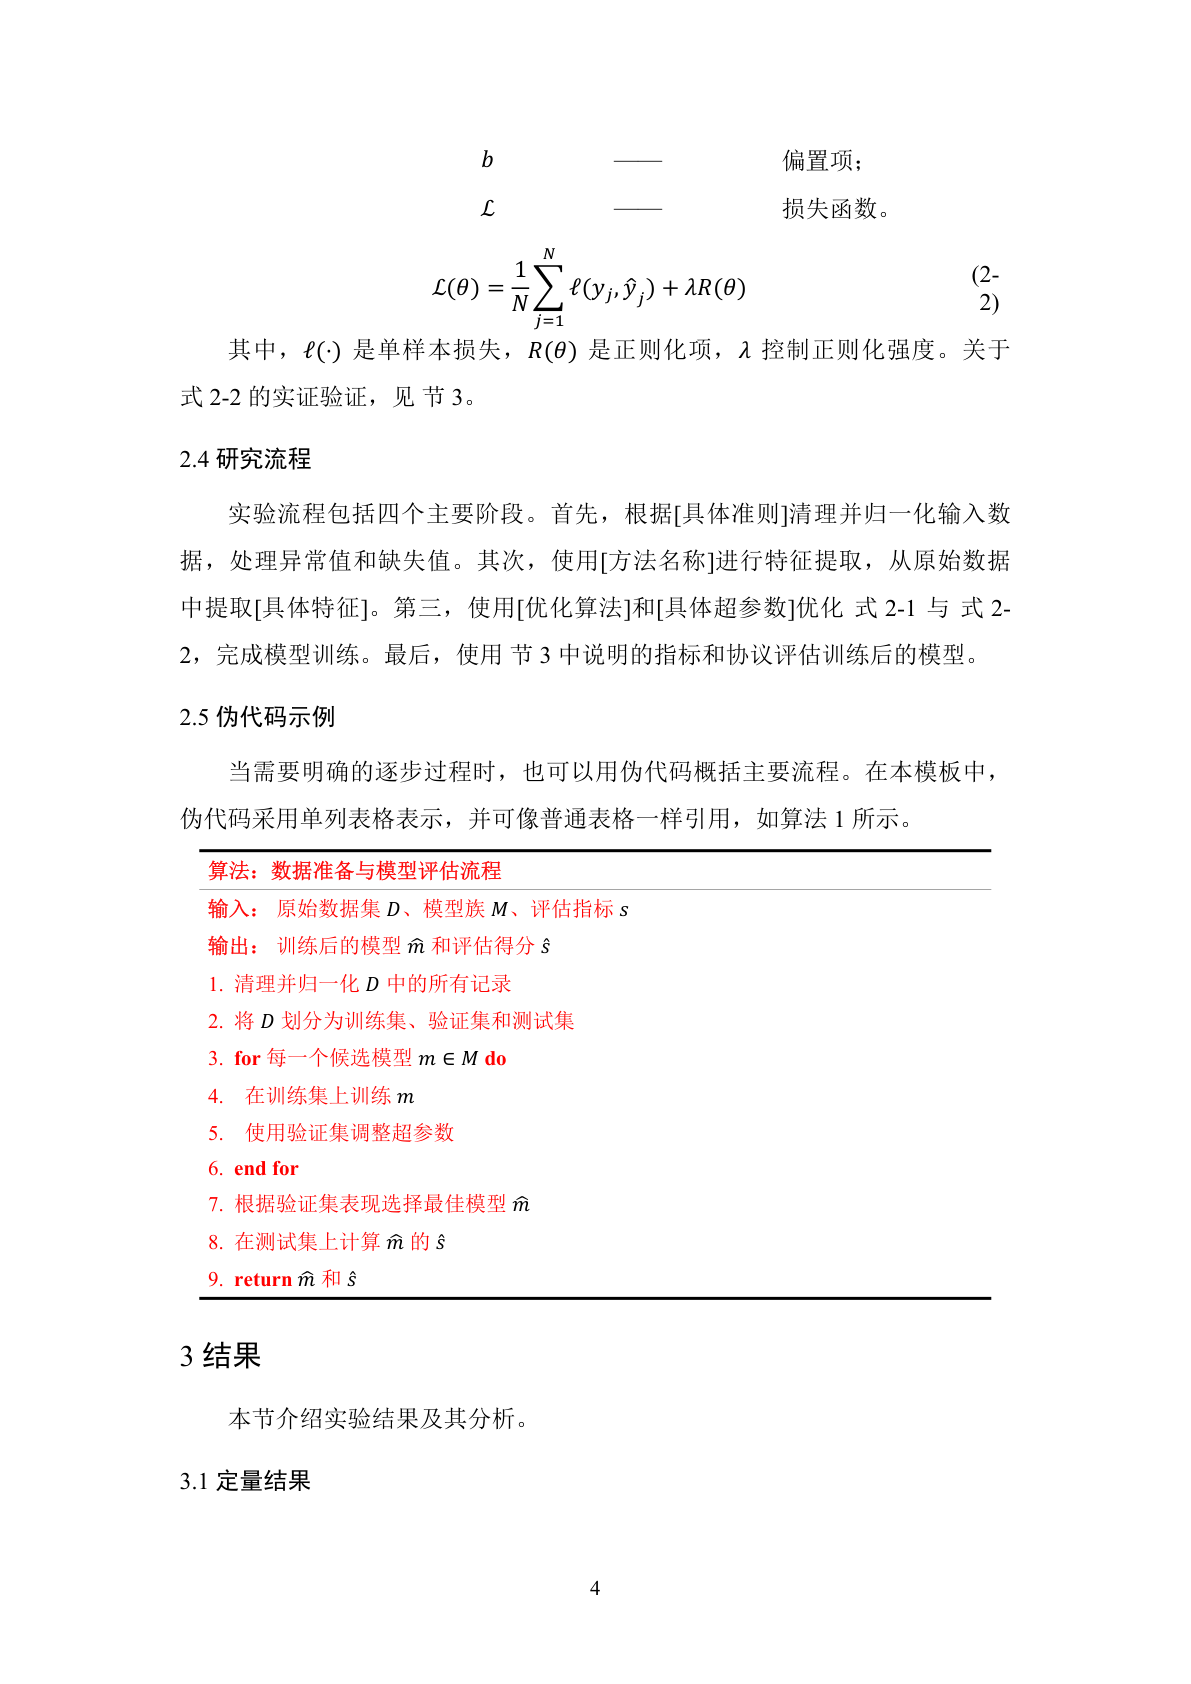 b —— 偏置项；
ℒ —— 损失函数。
ℒ(θ) = 1/N ∑_{j=1}^{N} ℓ(y_j, ŷ_j) + λR(θ) (2-2)
其中，ℓ(·) 是单样本损失，R(θ) 是正则化项，λ 控制正则化强度。关于
式 2-2 的实证验证，见 节 3。
2.4 研究流程
实验流程包括四个主要阶段。首先，根据[具体准则]清理并归一化输入数
据，处理异常值和缺失值。其次，使用[方法名称]进行特征提取，从原始数据
中提取[具体特征]。第三，使用[优化算法]和[具体超参数]优化 式 2-1 与 式 2-
2，完成模型训练。最后，使用 节 3 中说明的指标和协议评估训练后的模型。
2.5 伪代码示例
当需要明确的逐步过程时，也可以用伪代码概括主要流程。在本模板中，
伪代码采用单列表格表示，并可像普通表格一样引用，如算法 1 所示。
算法：数据准备与模型评估流程
输入： 原始数据集 D、模型族 M、评估指标 s
输出： 训练后的模型 m̂ 和评估得分 ŝ
1. 清理并归一化 D 中的所有记录
2. 将 D 划分为训练集、验证集和测试集
3. for 每一个候选模型 m ∈ M do
4. 在训练集上训练 m
5. 使用验证集调整超参数
6. end for
7. 根据验证集表现选择最佳模型 m̂
8. 在测试集上计算 m̂ 的 ŝ
9. return m̂ 和 ŝ
3 结果
本节介绍实验结果及其分析。
3.1 定量结果
4